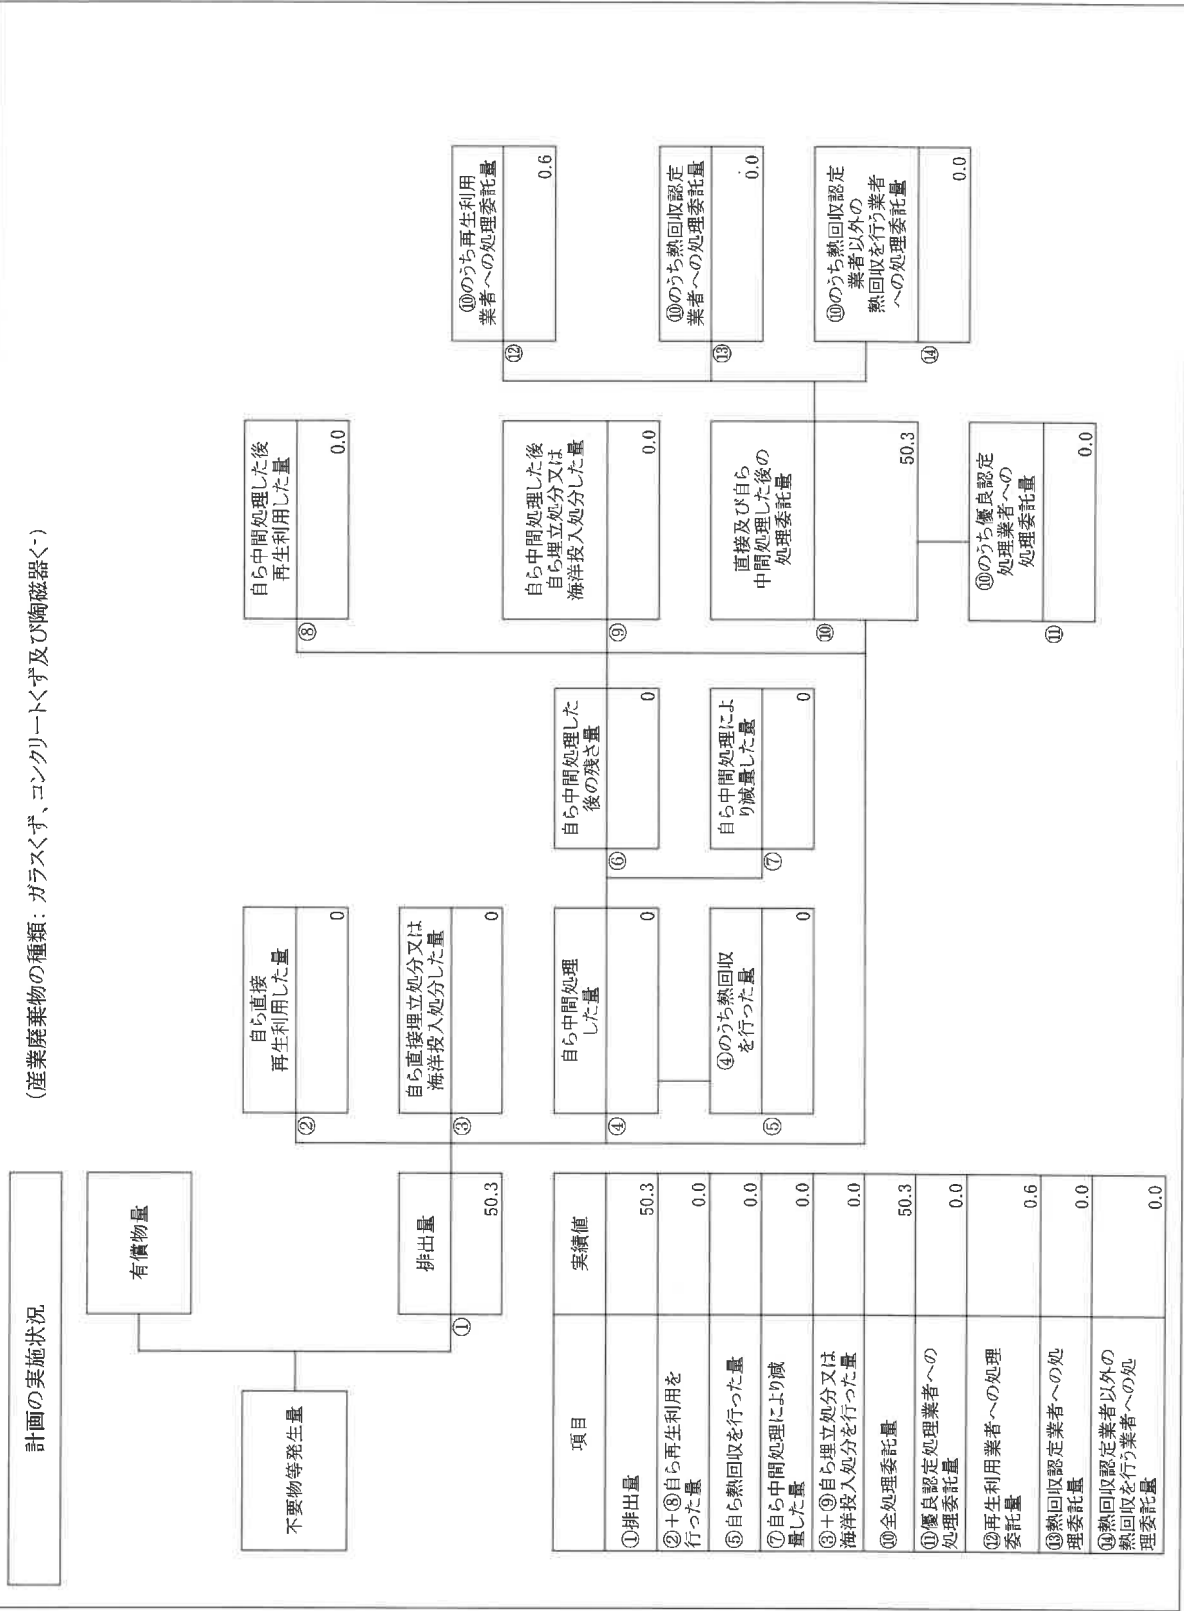 計画の実施状況
(産業廃棄物の種類: ガラスくず、コンクリートくず及び陶磁器くず)
有償物量
不要物等発生量
①
排出量
50.3
②
自ら直接
再生利用した量
0
③
自ら直接埋立処分又は
海洋投入処分した量
0
④
自ら中間処理
した量
0
⑤
④のうち熱回収
を行った量
0
⑥
自ら中間処理した
後の残さ量
0
⑦
自ら中間処理によ
り減量した量
0
⑧
自ら中間処理した後
再生利用した量
0.0
⑨
自ら中間処理した後
自ら埋立処分又は
海洋投入処分した量
0.0
⑩
直接及び自ら
中間処理した後の
処理委託量
50.3
⑪
⑩のうち優良認定
処理業者への
処理委託量
0.0
⑫
⑩のうち再生利用
業者への処理委託量
0.6
⑬
⑩のうち熱回収認定
業者への処理委託量
0.0
⑭
⑩のうち熱回収認定
業者以外の
熱回収を行う業者
への処理委託量
0.0
項目 実績値
①排出量 50.3
②+⑧自ら再生利用を
行った量 0.0
⑤自ら熱回収を行った量 0.0
⑦自ら中間処理により減
量した量 0.0
③+⑨自ら埋立処分又は
海洋投入処分を行った量 0.0
⑩全処理委託量 50.3
⑪優良認定処理業者への
処理委託量 0.0
⑫再生利用業者への処理
委託量 0.6
⑬熱回収認定業者への処
理委託量 0.0
⑭熱回収認定業者以外の
熱回収を行う業者への処
理委託量 0.0